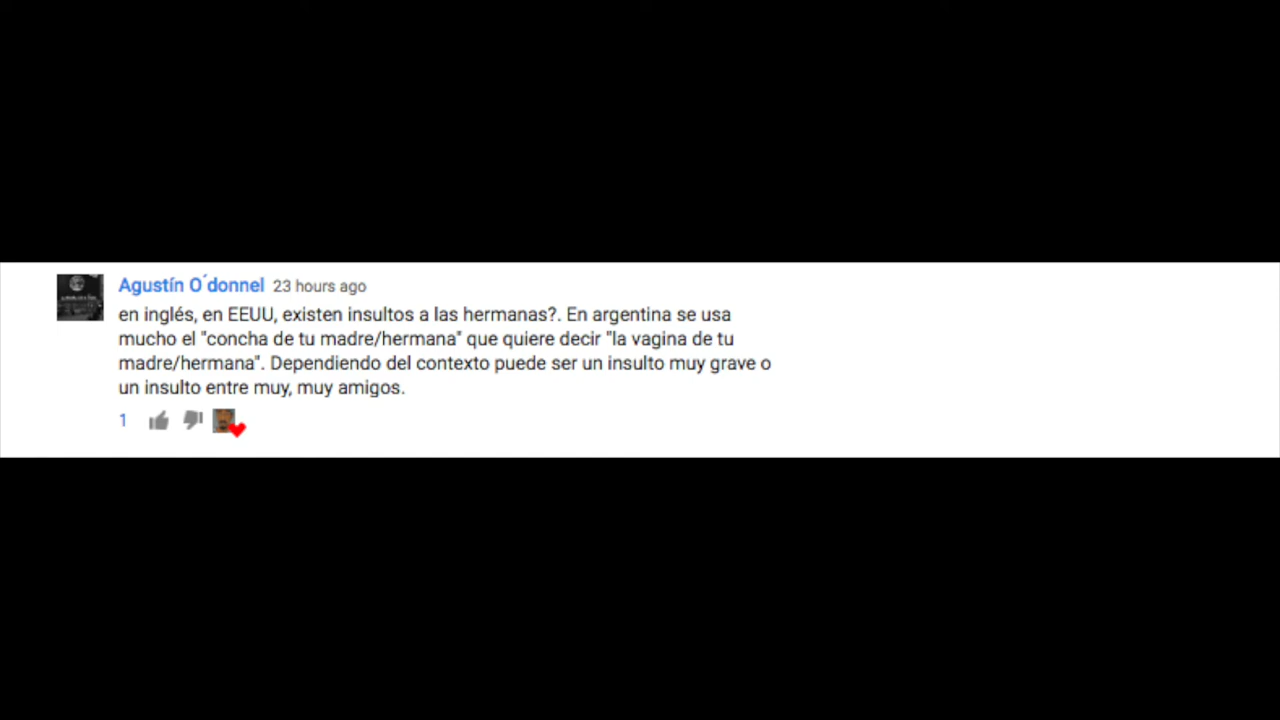 Agustín O´donnel 23 hours ago
en inglés, en EEUU, existen insultos a las hermanas?. En argentina se usa
mucho el "concha de tu madre/hermana" que quiere decir "la vagina de tu
madre/hermana". Dependiendo del contexto puede ser un insulto muy grave o
un insulto entre muy, muy amigos.
1